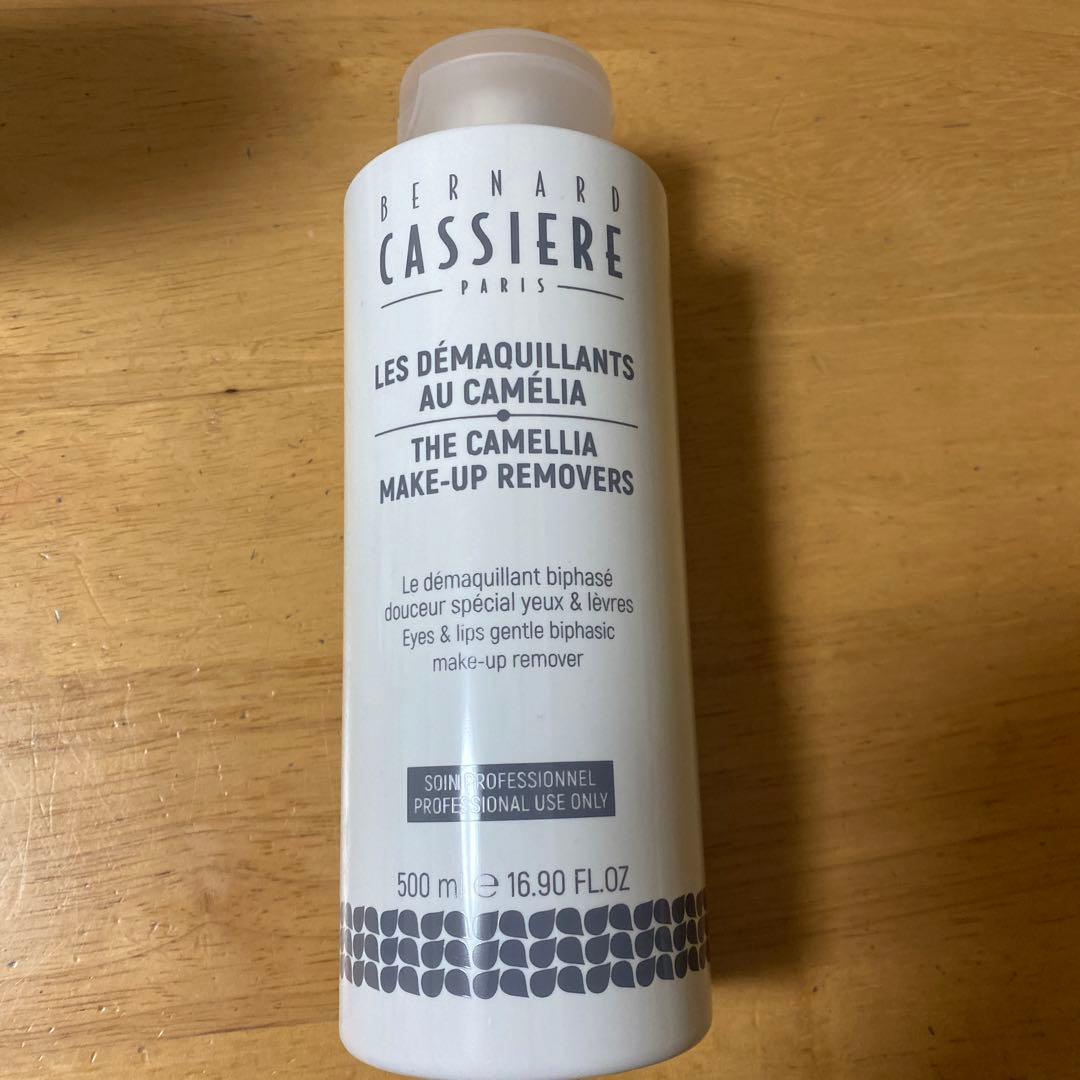 BERNARD
CASSIERE
PARIS
LES DÉMAQUILLANTS
AU CAMÉLIA
THE CAMELLIA
MAKE-UP REMOVERS
Le démaquillant biphasé
douceur spécial yeux & lèvres
Eyes & lips gentle biphasic
make-up remover
SOIN PROFESSIONNEL
PROFESSIONAL USE ONLY
500 ml ℮ 16.90 FL.OZ